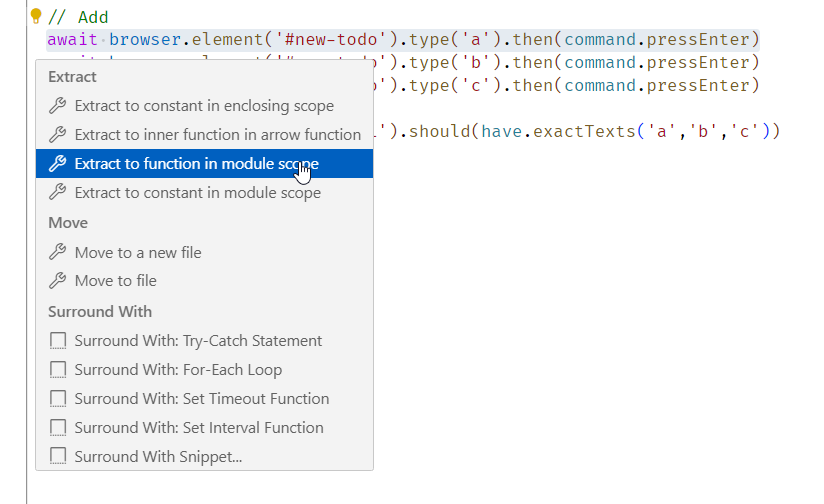 // Add
await browser.element('#new-todo').type('a').then(command.pressEnter)
').type('b').then(command.pressEnter)
').type('c').then(command.pressEnter)
').should(have.exactTexts('a','b','c'))
Extract
Extract to constant in enclosing scope
Extract to inner function in arrow function
Extract to function in module scope
Extract to constant in module scope
Move
Move to a new file
Move to file
Surround With
Surround With: Try-Catch Statement
Surround With: For-Each Loop
Surround With: Set Timeout Function
Surround With: Set Interval Function
Surround With Snippet...